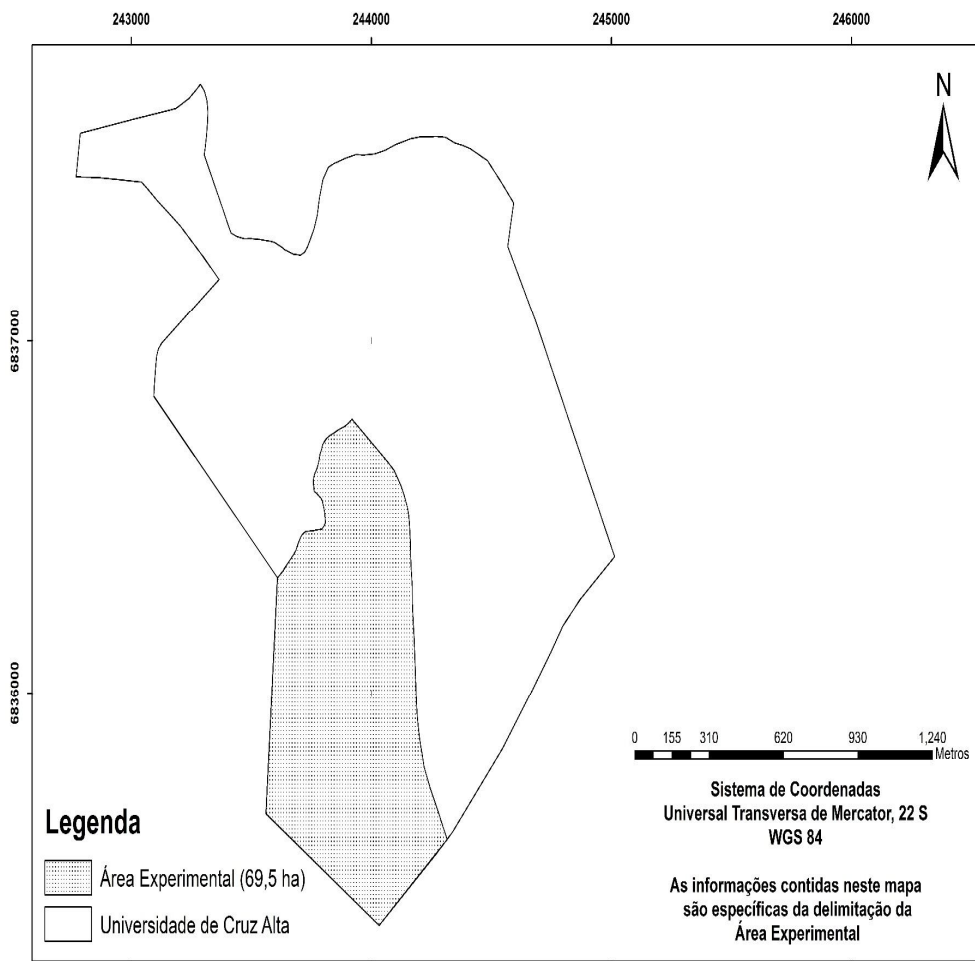 243000 244000 245000 246000
N
6837000
6836000
0 155 310 620 930 1,240
Metros
Sistema de Coordenadas
Universal Transversa de Mercator, 22 S
WGS 84
As informações contidas neste mapa
são específicas da delimitação da
Área Experimental
Legenda
Área Experimental (69,5 ha)
Universidade de Cruz Alta